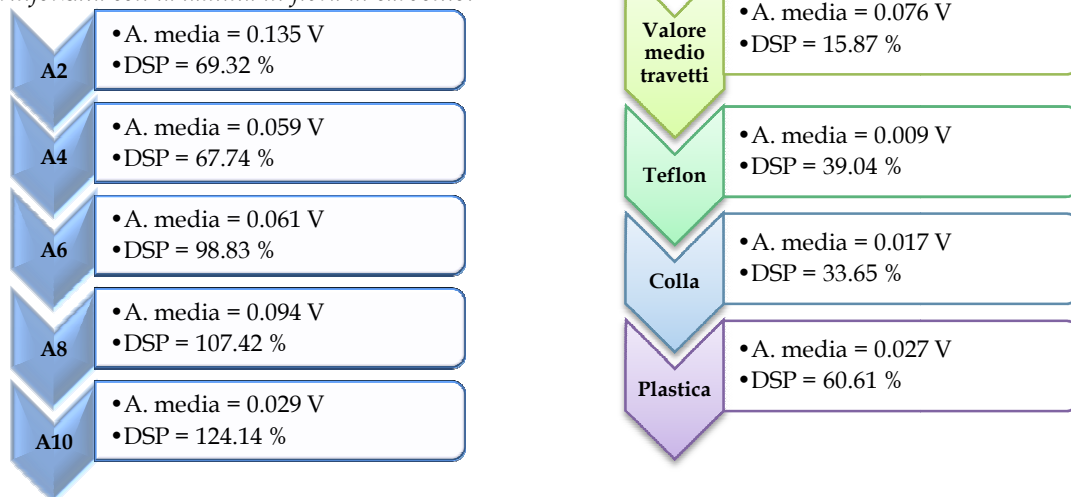 A2
•A. media = 0.135 V
•DSP = 69.32 %
A4
•A. media = 0.059 V
•DSP = 67.74 %
A6
•A. media = 0.061 V
•DSP = 98.83 %
A8
•A. media = 0.094 V
•DSP = 107.42 %
A10
•A. media = 0.029 V
•DSP = 124.14 %
Valore
medio
travetti
•A. media = 0.076 V
•DSP = 15.87 %
Teflon
•A. media = 0.009 V
•DSP = 39.04 %
Colla
•A. media = 0.017 V
•DSP = 33.65 %
Plastica
•A. media = 0.027 V
•DSP = 60.61 %